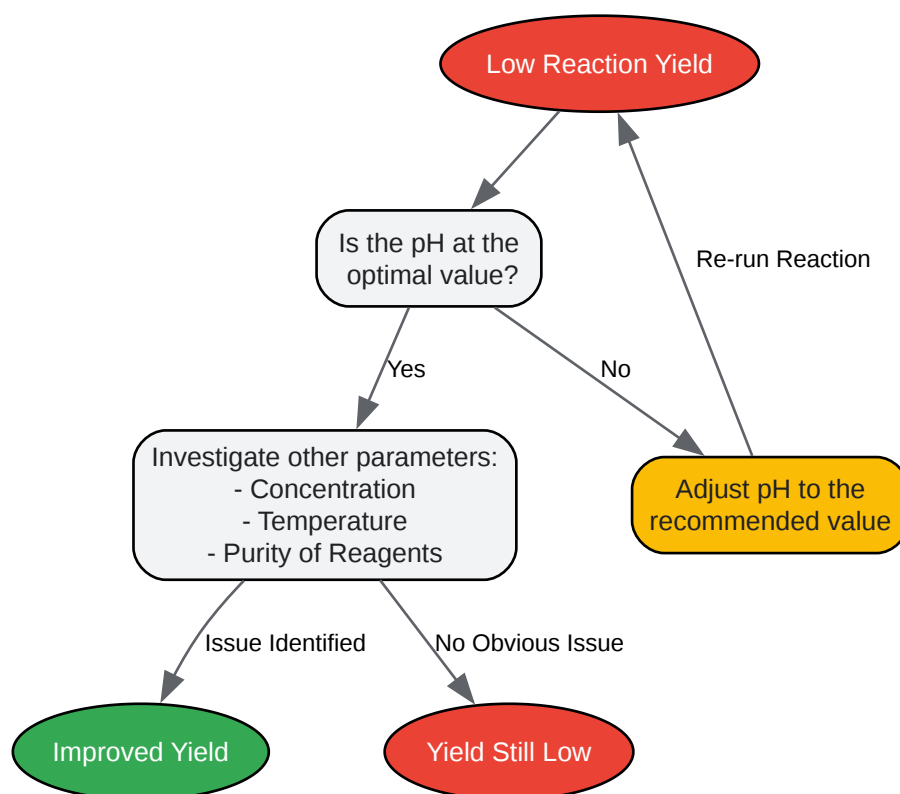 Low Reaction Yield
Is the pH at the
optimal value?
Re-run Reaction
Yes
No
Investigate other parameters:
- Concentration
- Temperature
- Purity of Reagents
Adjust pH to the
recommended value
Issue Identified
No Obvious Issue
Improved Yield
Yield Still Low